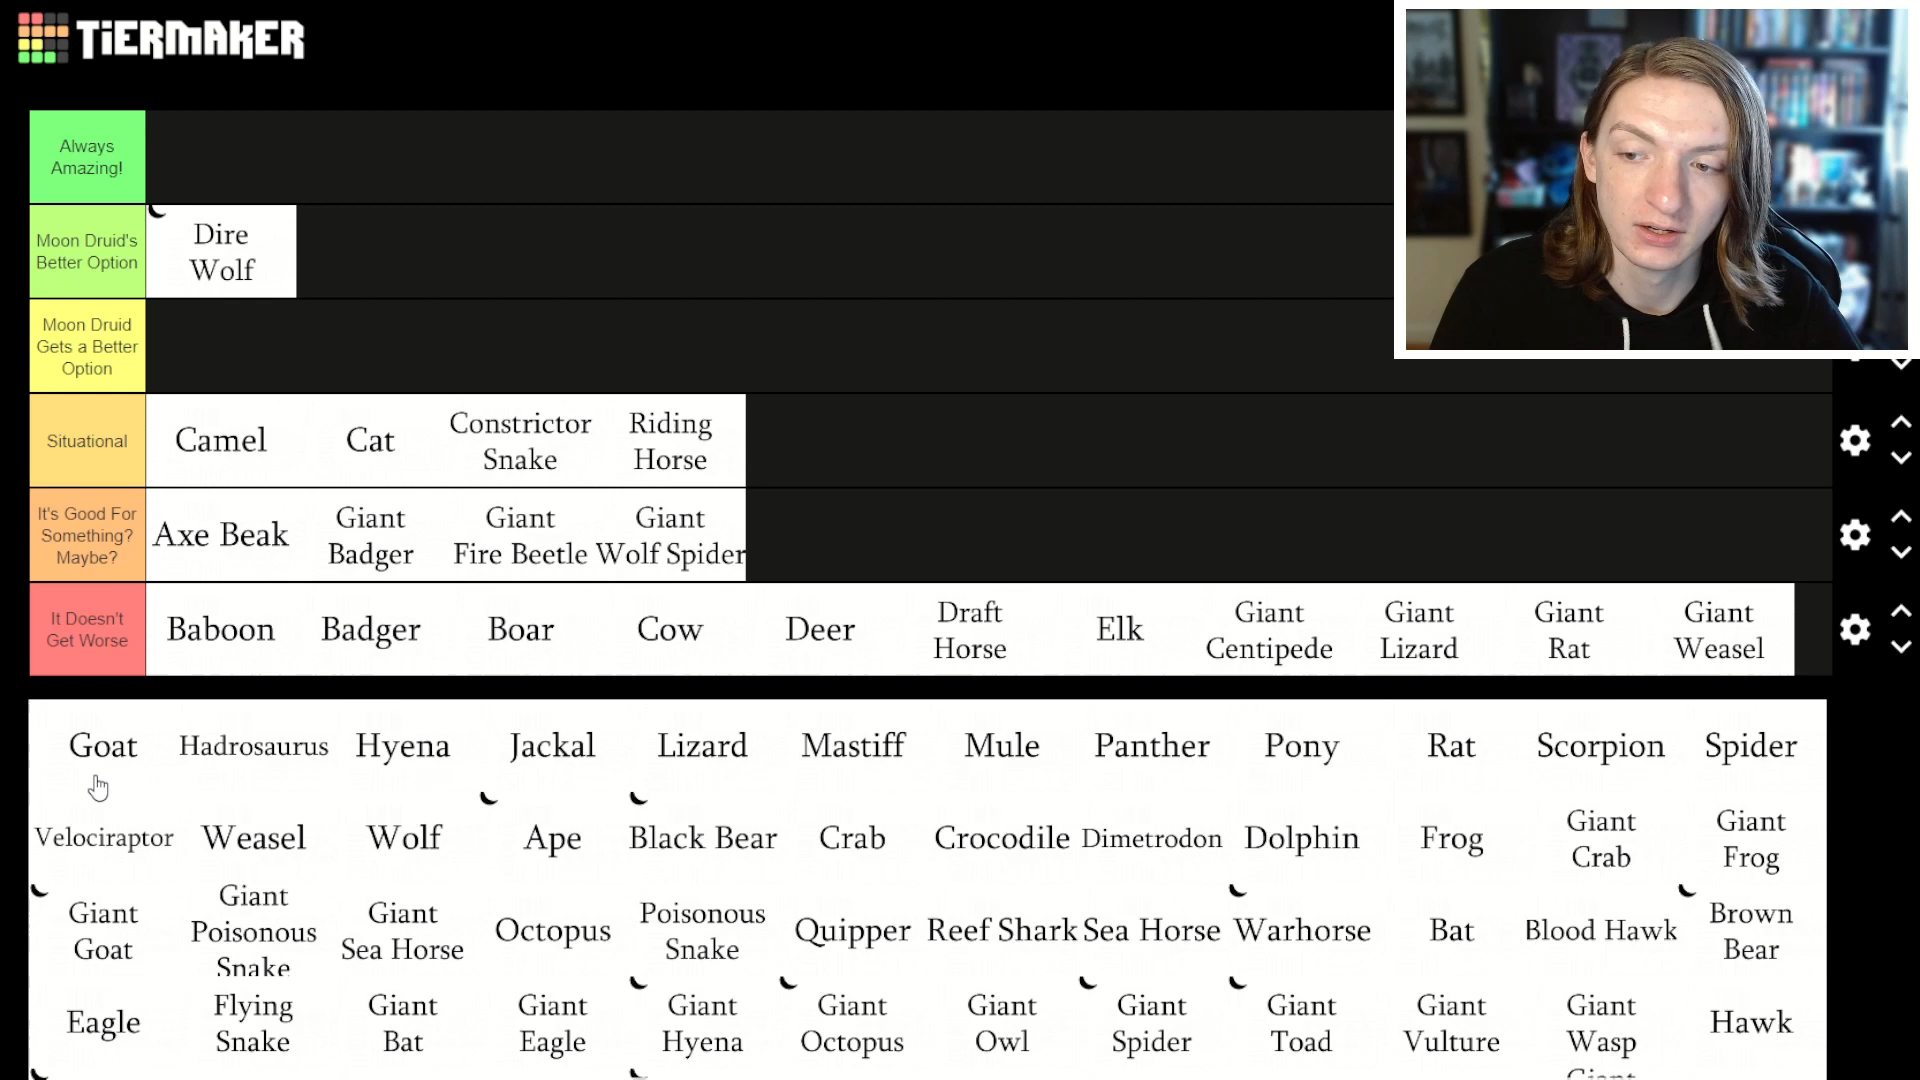 TiERMAKER
Always
Amazing!
Moon Druid's
Better Option
Dire
Wolf
Moon Druid
Gets a Better
Option
Situational
Camel
Cat
Constrictor
Snake
Riding
Horse
It's Good For
Something?
Maybe?
Axe Beak
Giant
Badger
Giant
Fire Beetle
Giant
Wolf Spider
It Doesn't
Get Worse
Baboon
Badger
Boar
Cow
Deer
Draft
Horse
Elk
Giant
Centipede
Giant
Lizard
Giant
Rat
Giant
Weasel
Goat
Hadrosaurus
Hyena
Jackal
Lizard
Mastiff
Mule
Panther
Pony
Rat
Scorpion
Spider
Velociraptor
Weasel
Wolf
Ape
Black Bear
Crab
Crocodile
Dimetrodon
Dolphin
Frog
Giant
Crab
Giant
Frog
Giant
Goat
Giant
Poisonous
Snake
Giant
Sea Horse
Octopus
Poisonous
Snake
Quipper
Reef Shark
Sea Horse
Warhorse
Bat
Blood Hawk
Brown
Bear
Eagle
Flying
Snake
Giant
Bat
Giant
Eagle
Giant
Hyena
Giant
Octopus
Giant
Owl
Giant
Spider
Giant
Toad
Giant
Vulture
Giant
Wasp
Hawk
Giant